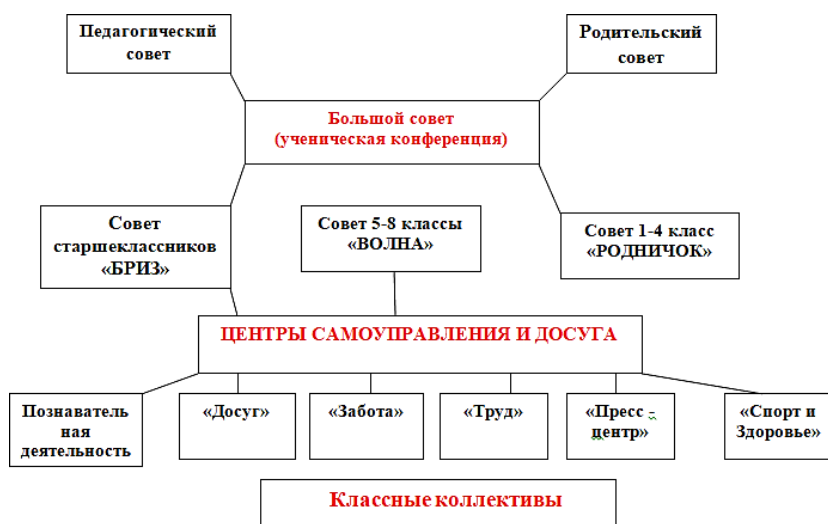 Педагогический
совет
Родительский
совет
Большой совет
(ученическая конференция)
Совет
старшеклассников
«БРИЗ»
Совет 5-8 классы
«ВОЛНА»
Совет 1-4 класс
«РОДНИЧОК»
ЦЕНТРЫ САМОУПРАВЛЕНИЯ И ДОСУГА
Познаватель
ная
деятельность
«Досуг»
«Забота»
«Труд»
«Пресс -
центр»
«Спорт и
Здоровье»
Классные коллективы